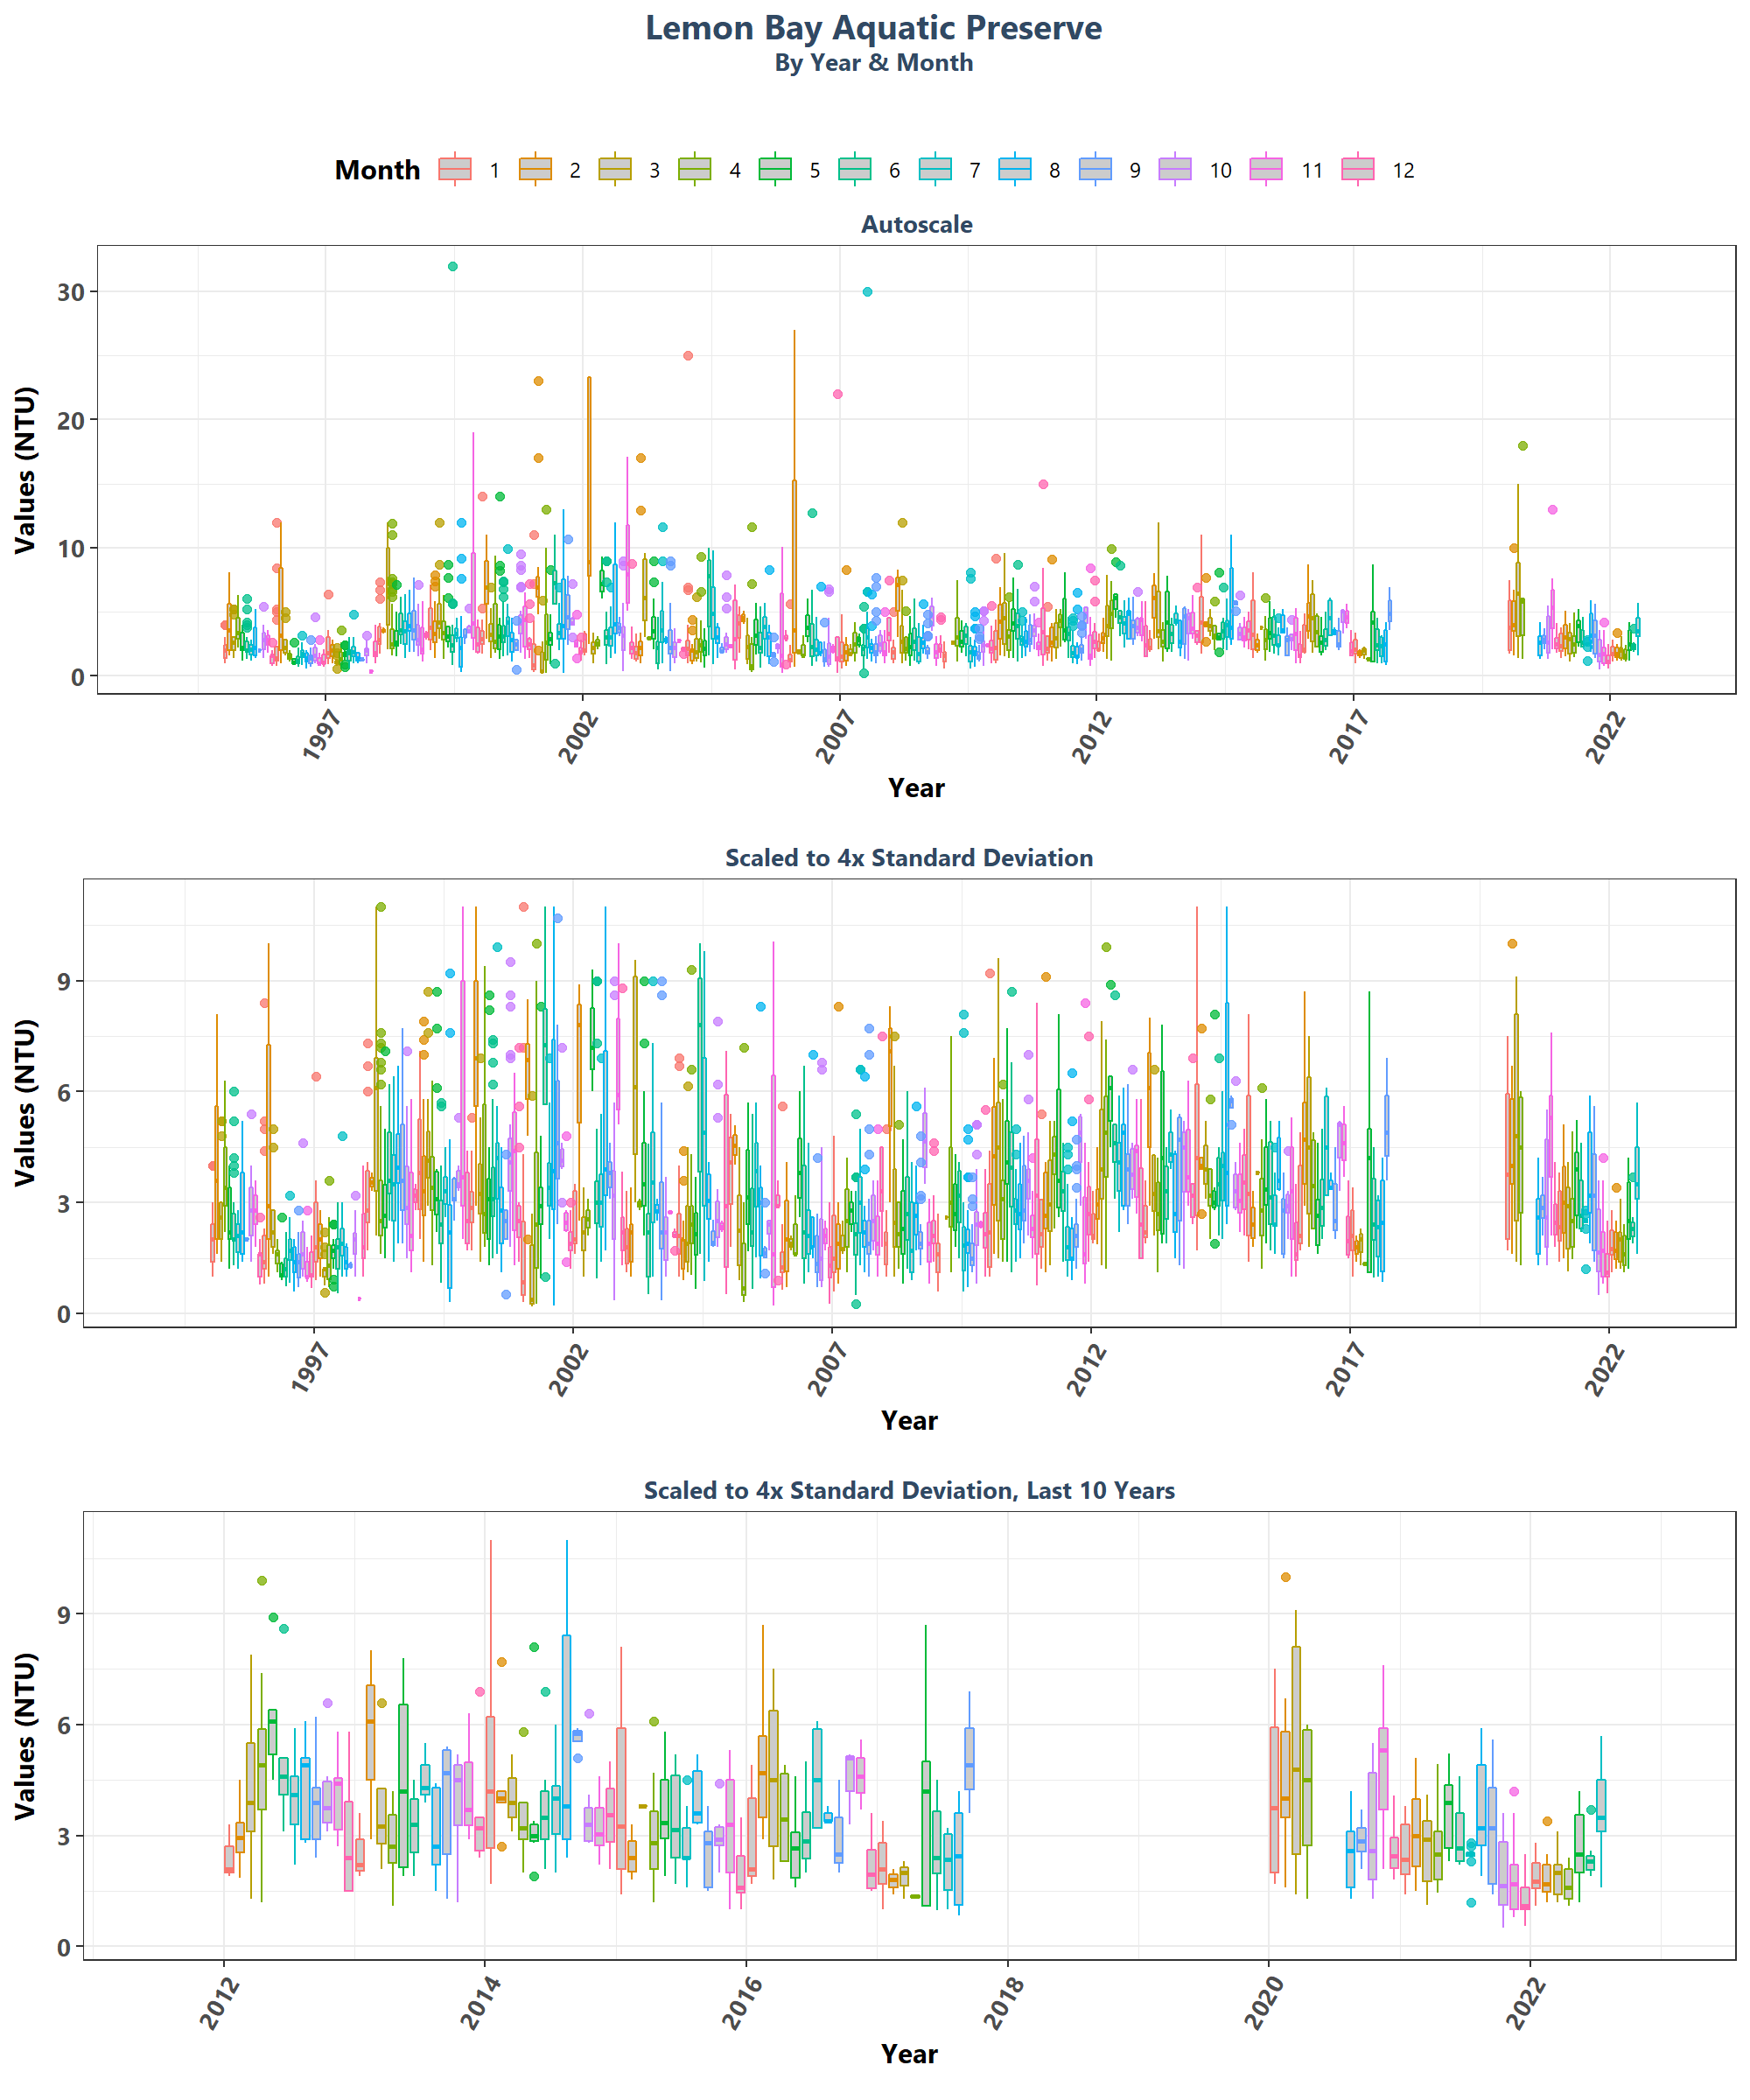 Lemon Bay Aquatic Preserve
By Year & Month
Month 1 2 3 4 5 6 7 8 9 10 11 12
Autoscale
30
20
10
0
Values (NTU)
1997 2002 2007 2012 2017 2022
Year
Scaled to 4x Standard Deviation
9
6
3
0
Values (NTU)
1997 2002 2007 2012 2017 2022
Year
Scaled to 4x Standard Deviation, Last 10 Years
9
6
3
0
Values (NTU)
2012 2014 2016 2018 2020 2022
Year